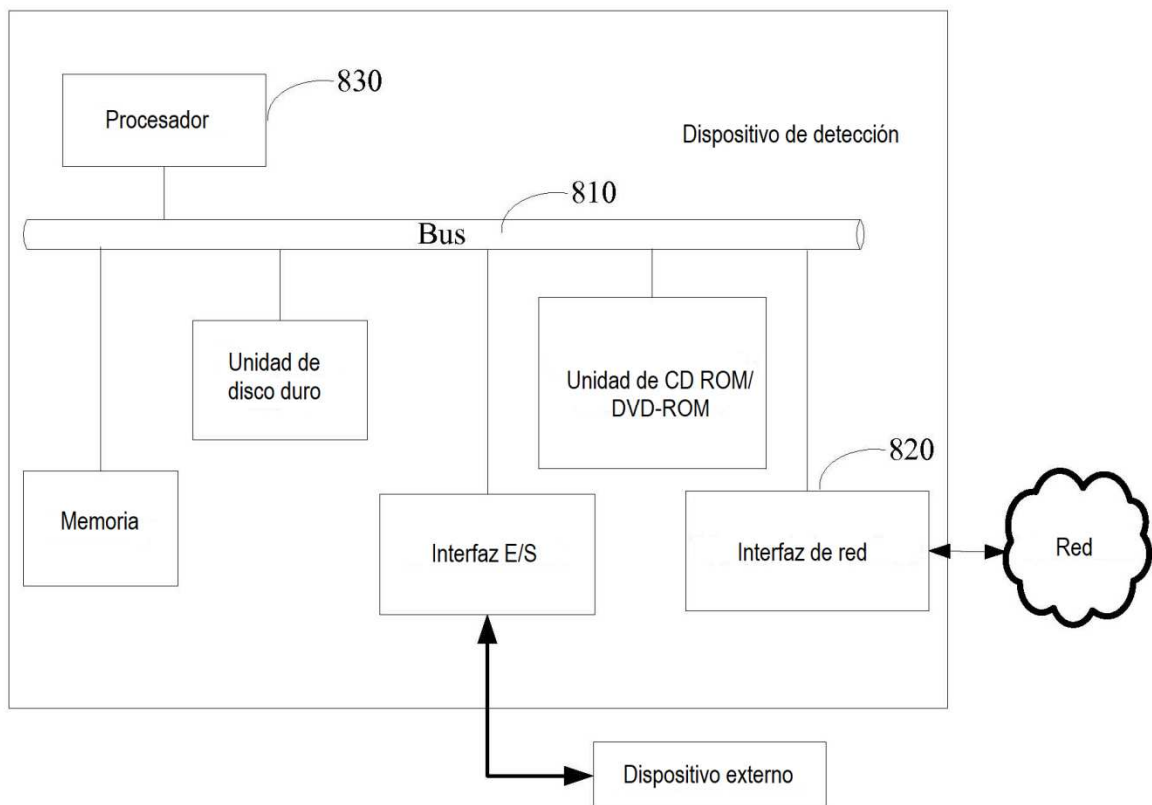 830
Procesador
Dispositivo de detección
810
Bus
Unidad de
disco duro
Unidad de CD ROM/
DVD-ROM
820
Memoria
Interfaz E/S
Interfaz de red
Red
Dispositivo externo